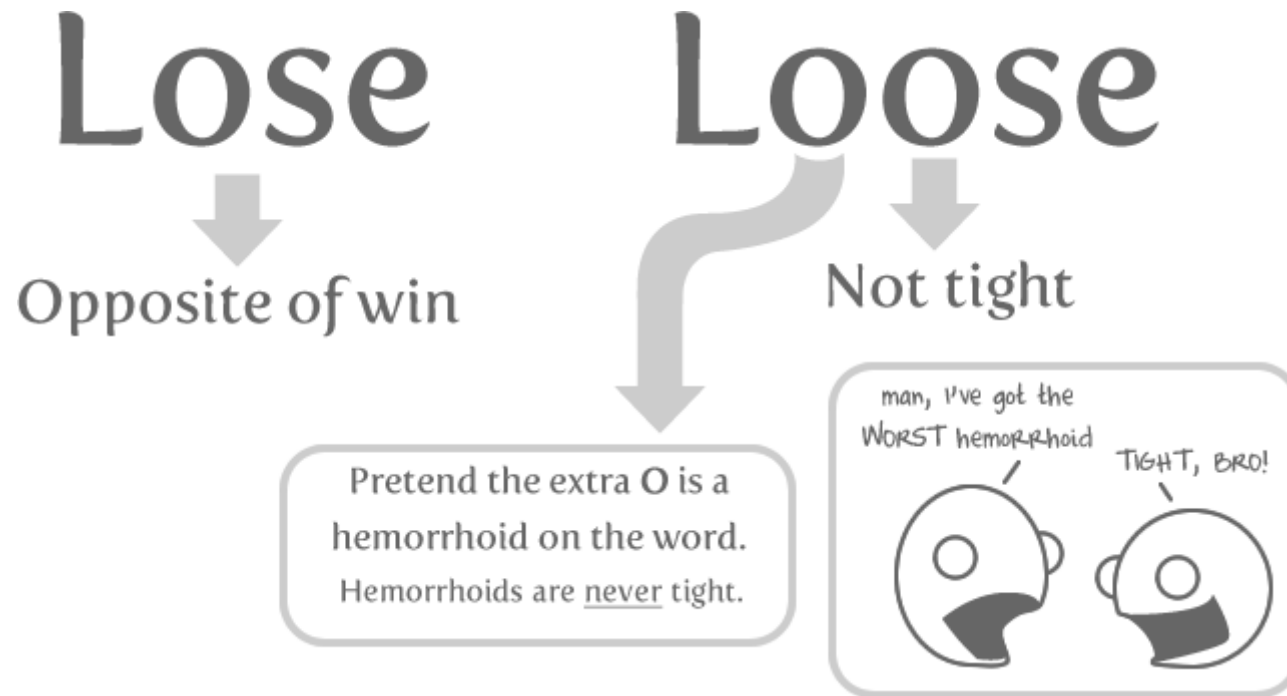 Lose
Loose
Opposite of win
Not tight
Pretend the extra O is a
hemorrhoid on the word.
Hemorrhoids are never tight.
man, I've got the
WORST hemorrhoid
TIGHT, BRO!